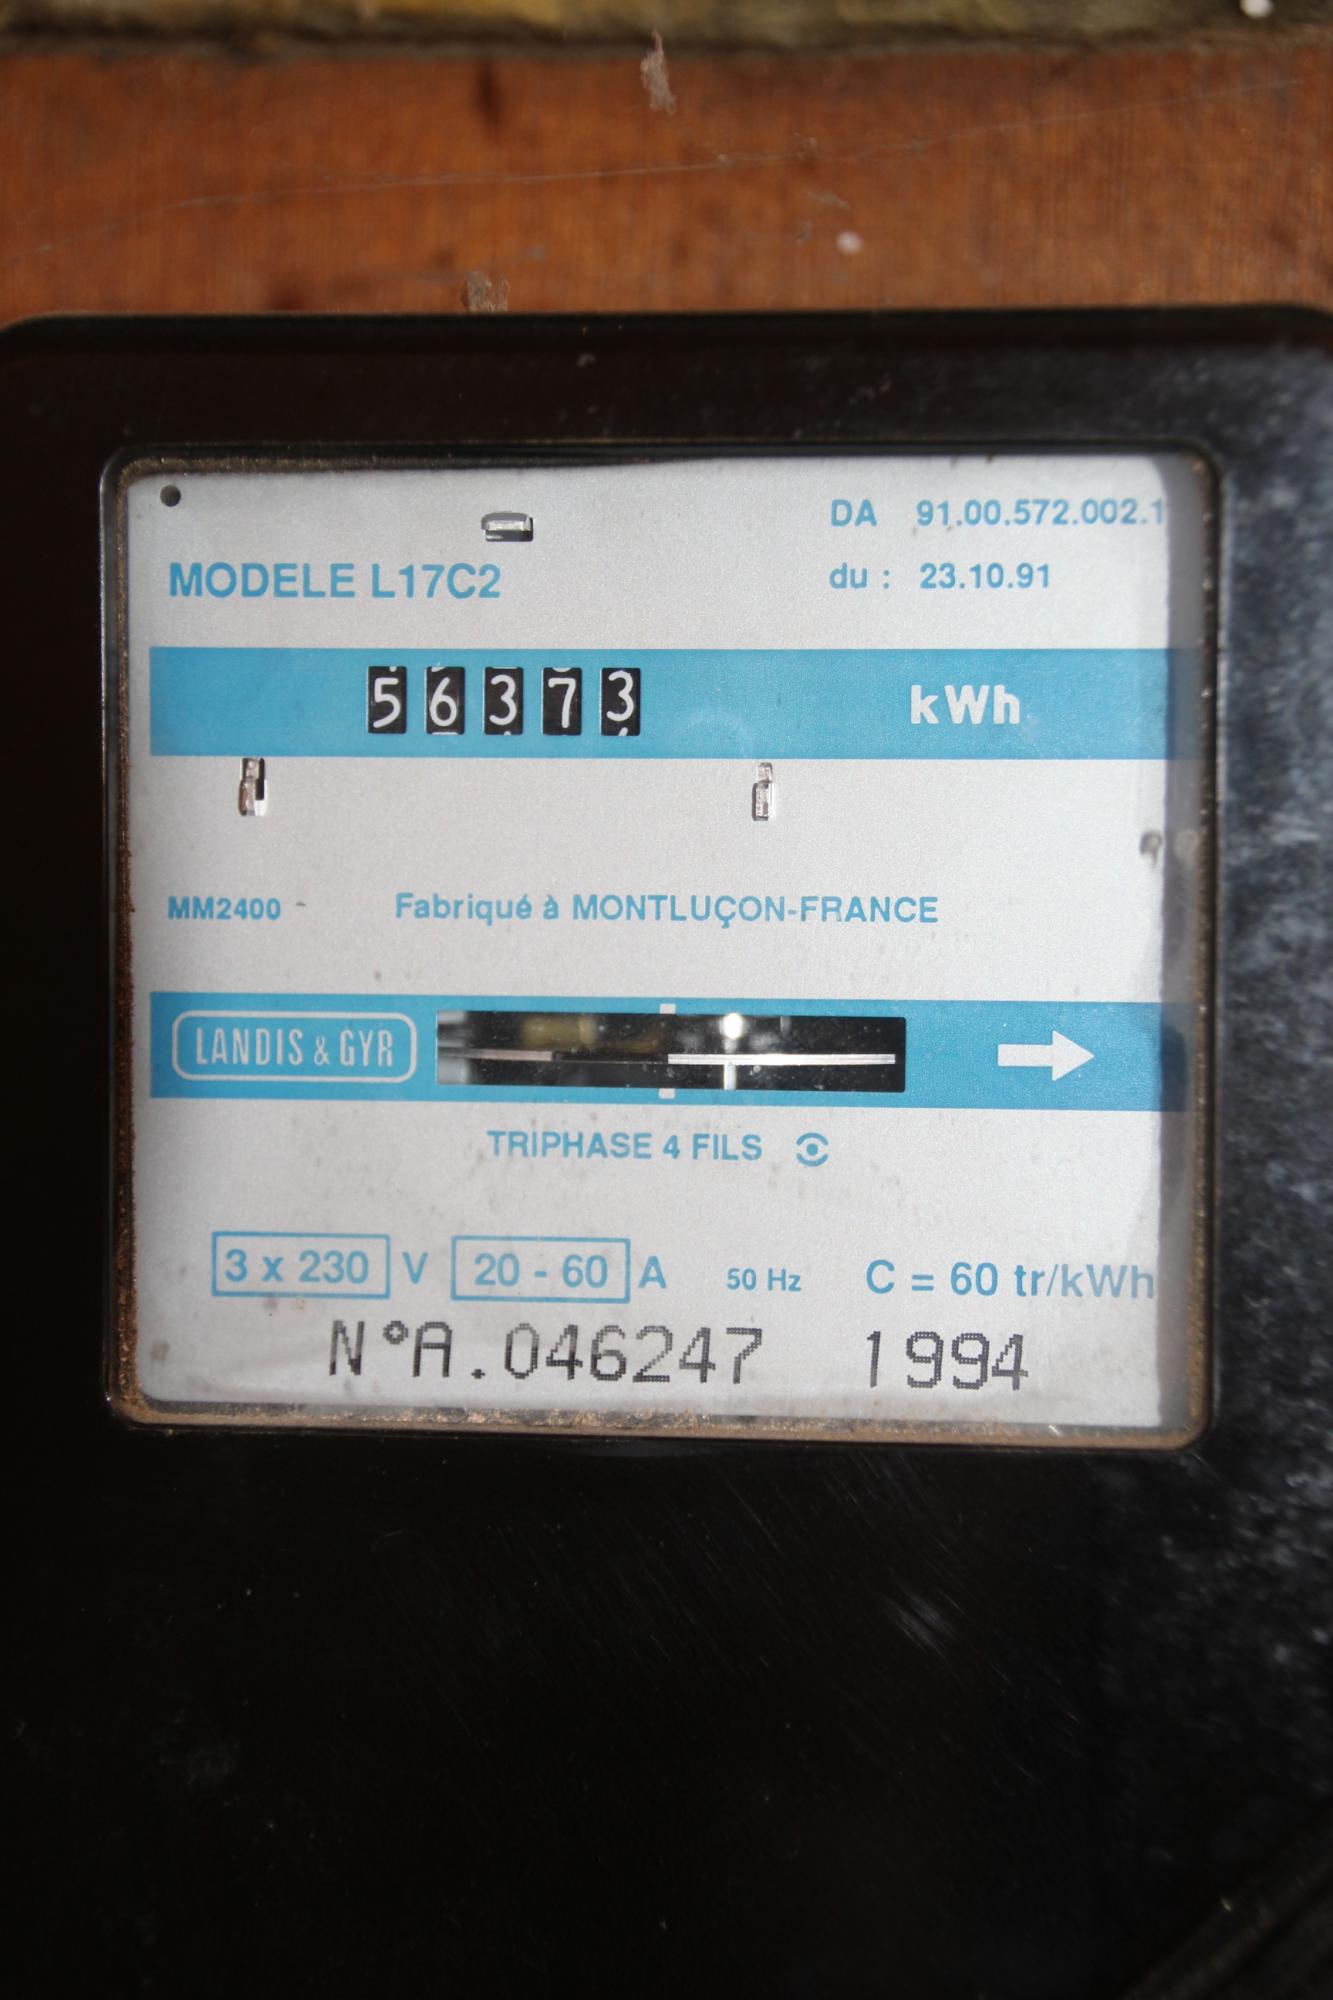 DA 91.00.572.002.1
MODELE L17C2
du : 23.10.91
56373 kWh
MM2400
Fabriqué à MONTLUÇON-FRANCE
LANDIS & GYR
TRIPHASE 4 FILS
3 x 230 V 20 - 60 A 50 Hz C = 60 tr/kWh
N°A.046247 1994